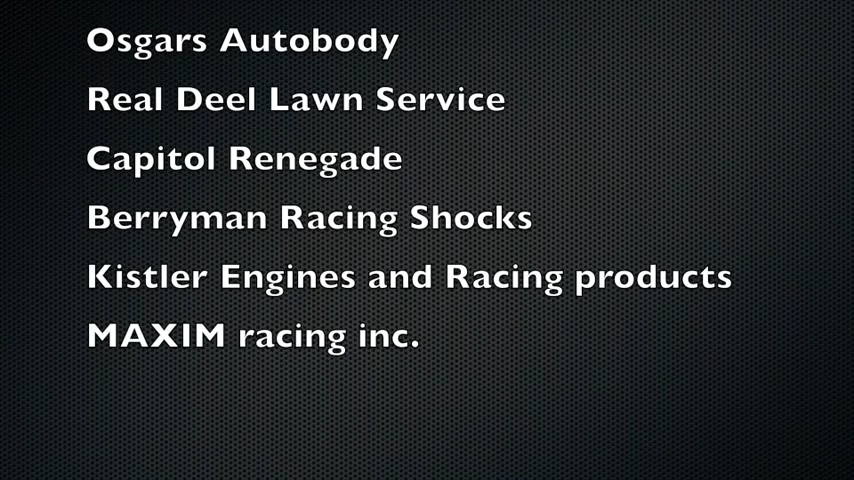 Osgars Autobody
Real Deel Lawn Service
Capitol Renegade
Berryman Racing Shocks
Kistler Engines and Racing products
MAXIM racing inc.